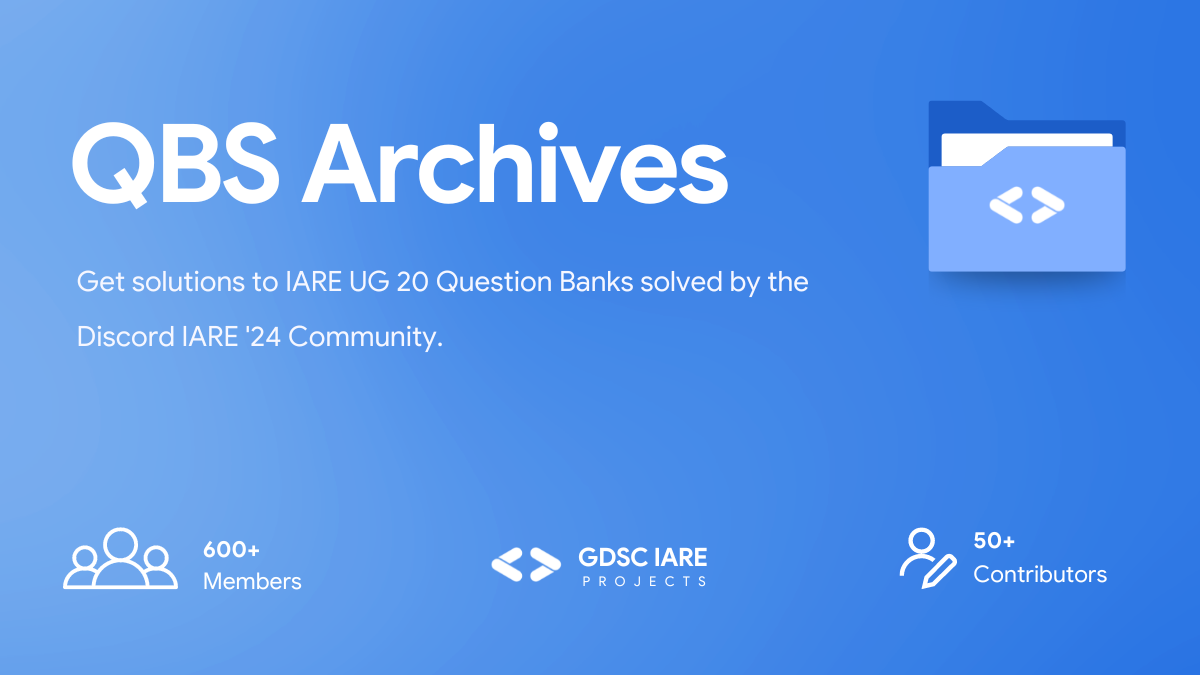 QBS Archives
Get solutions to IARE UG 20 Question Banks solved by the
Discord IARE '24 Community.
600+
Members
GDSC IARE
PROJECTS
50+
Contributors